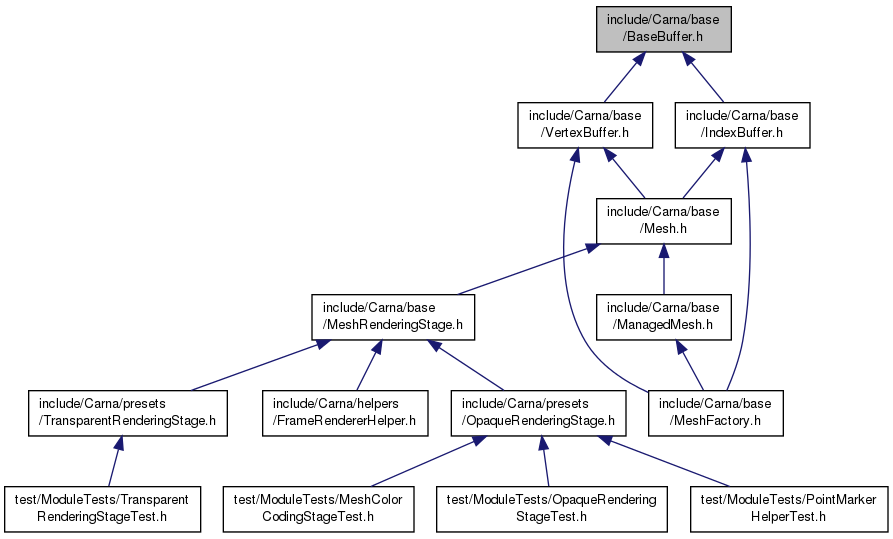 include/Carna/base
/BaseBuffer.h
include/Carna/base
/VertexBuffer.h
include/Carna/base
/IndexBuffer.h
include/Carna/base
/Mesh.h
include/Carna/base
/MeshRenderingStage.h
include/Carna/base
/ManagedMesh.h
include/Carna/presets
/TransparentRenderingStage.h
include/Carna/helpers
/FrameRendererHelper.h
include/Carna/presets
/OpaqueRenderingStage.h
include/Carna/base
/MeshFactory.h
test/ModuleTests/Transparent
RenderingStageTest.h
test/ModuleTests/MeshColor
CodingStageTest.h
test/ModuleTests/OpaqueRendering
StageTest.h
test/ModuleTests/PointMarker
HelperTest.h